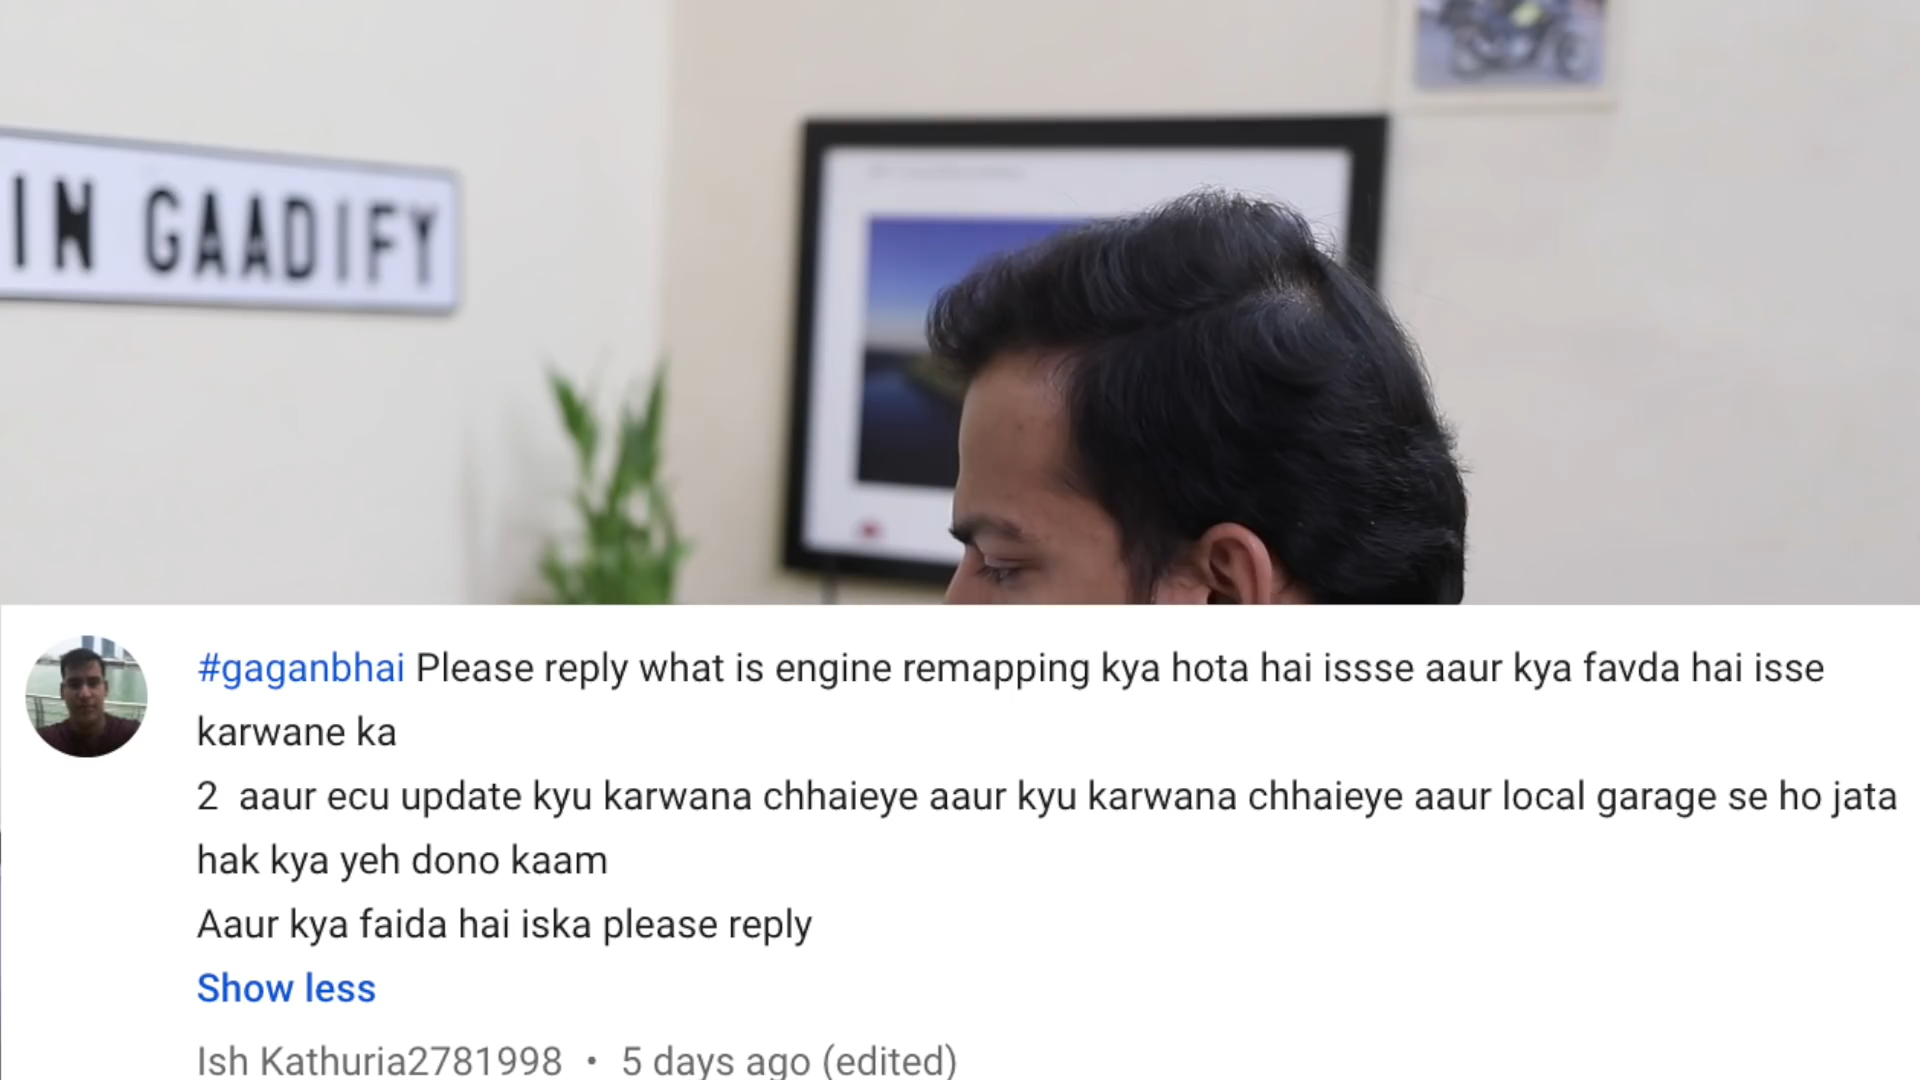 IN GAADIFY
#gaganbhai Please reply what is engine remapping kya hota hai issse aaur kya favda hai isse
karwane ka
2 aaur ecu update kyu karwana chhaieye aaur kyu karwana chhaieye aaur local garage se ho jata
hak kya yeh dono kaam
Aaur kya faida hai iska please reply
Show less
Ish Kathuria2781998 • 5 days ago (edited)